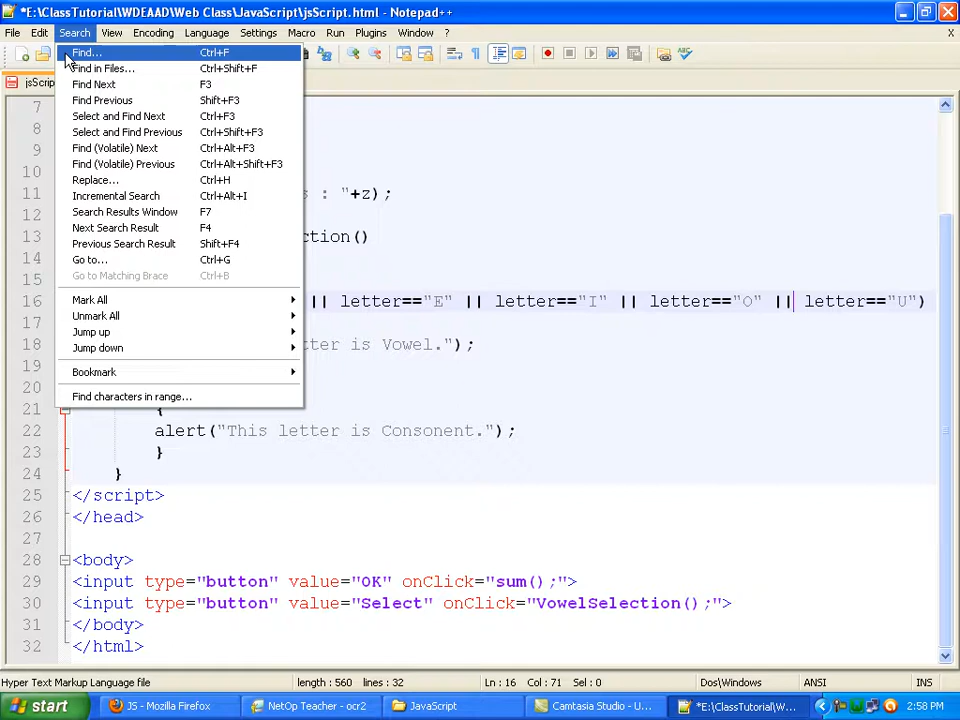 *E:\ClassTutorial\WDEAAD\Web Class\JavaScript\jsScript.html - Notepad++
File Edit Search View Encoding Language Settings Macro Run Plugins Window ?
jsScrip
Find... Ctrl+F
Find in Files... Ctrl+Shift+F
Find Next F3
Find Previous Shift+F3
Select and Find Next Ctrl+F3
Select and Find Previous Ctrl+Shift+F3
Find (Volatile) Next Ctrl+Alt+F3
Find (Volatile) Previous Ctrl+Alt+Shift+F3
Replace... Ctrl+H
Incremental Search Ctrl+Alt+I
Search Results Window F7
Next Search Result F4
Previous Search Result Shift+F4
Go to... Ctrl+G
Go to Matching Brace Ctrl+B
Mark All
Unmark All
Jump up
Jump down
Bookmark
Find characters in range...
7
8
9
10
11 s : "+z);
12
13 ction()
14
15
16 || letter=="E" || letter=="I" || letter=="O" || letter=="U")
17
18 tter is Vowel.");
19
20
21 {
22 alert("This letter is Consonent.");
23 }
24 }
25 </script>
26 </head>
27
28 <body>
29 <input type="button" value="OK" onClick="sum();">
30 <input type="button" value="Select" onClick="VowelSelection();">
31 </body>
32 </html>
Hyper Text Markup Language file length : 560 lines : 32 Ln : 16 Col : 71 Sel : 0 Dos\Windows ANSI INS
start JS - Mozilla Firefox NetOp Teacher - ocr2 JavaScript Camtasia Studio - U... *E:\ClassTutorial\W... 2:58 PM